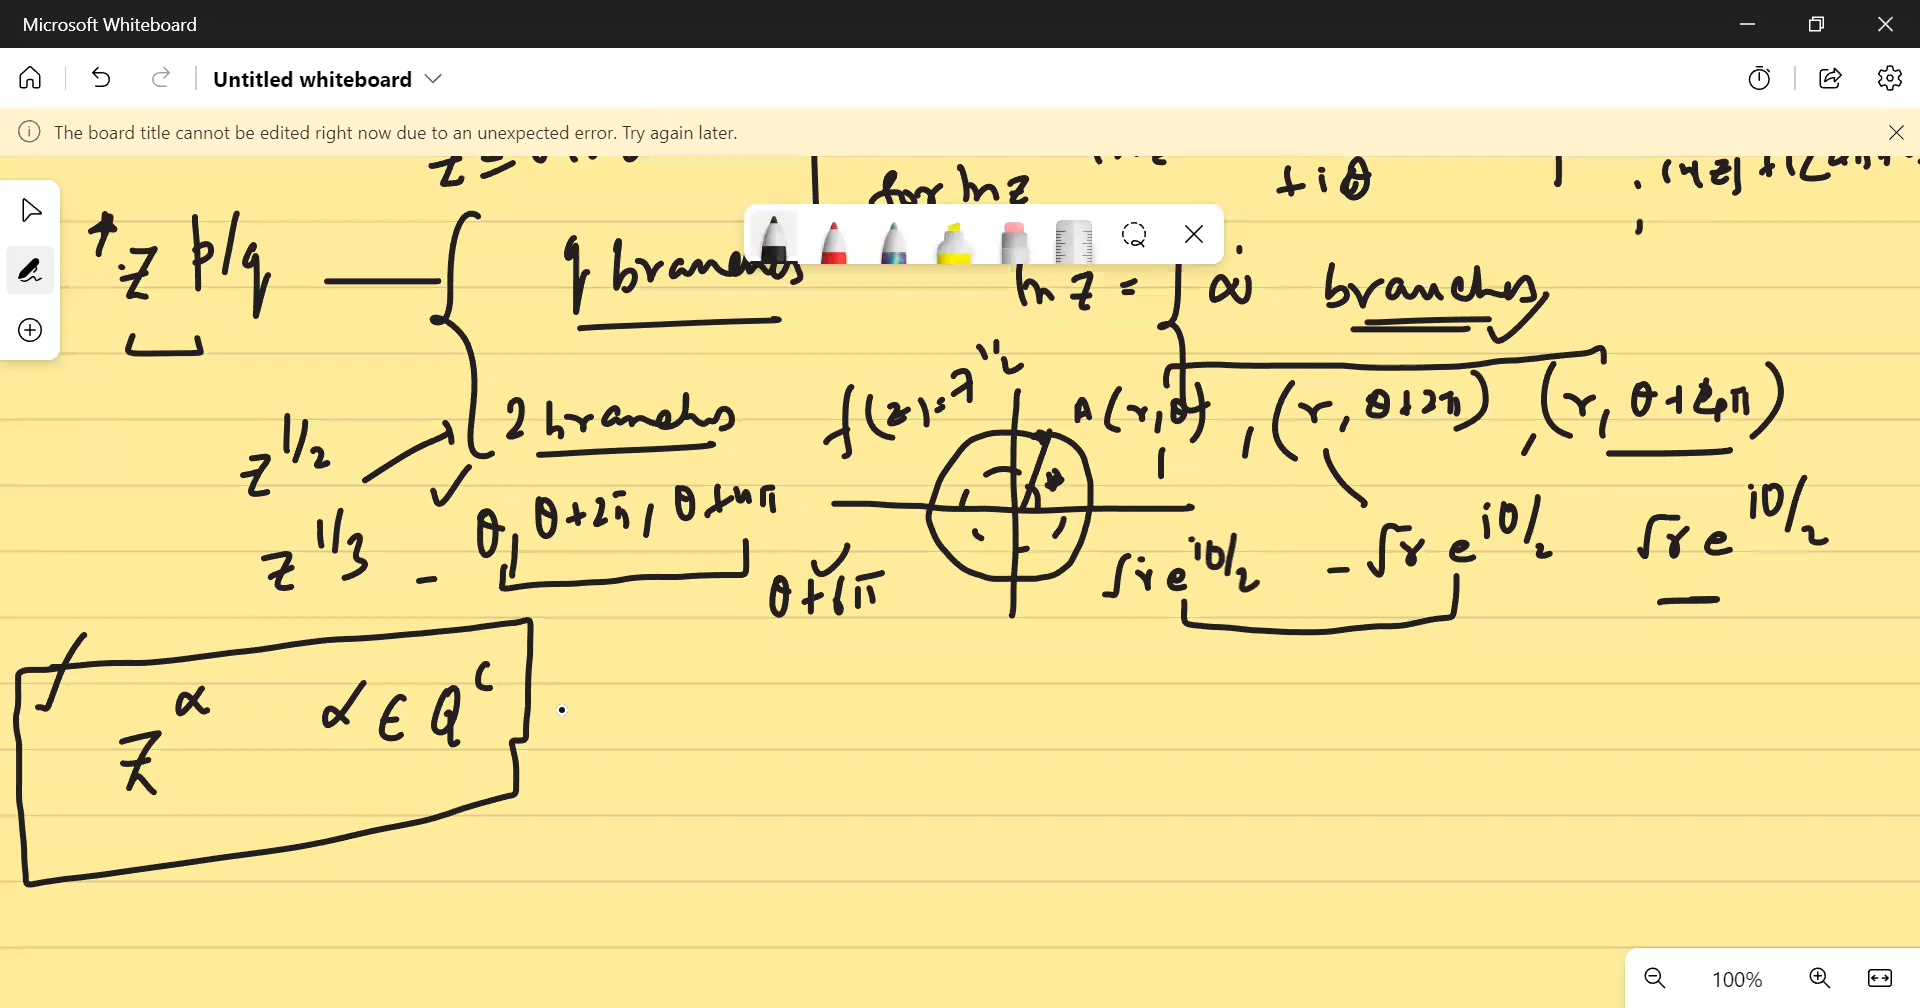 Microsoft Whiteboard
Untitled whiteboard
The board title cannot be edited right now due to an unexpected error. Try again later.
for ln z
+ iθ
z p/q
q branches
ln z =
∞ branches
z 1/2
2 branches
f(z) = z 1/2
A (r, θ), (r, θ+2π), (r, θ+4π)
z 1/3 - θ, θ+2π, θ+4π
θ+6π
√r e iθ/2
-√r e iθ/2
√r e iθ/2
z α α ∈ Q c
100%